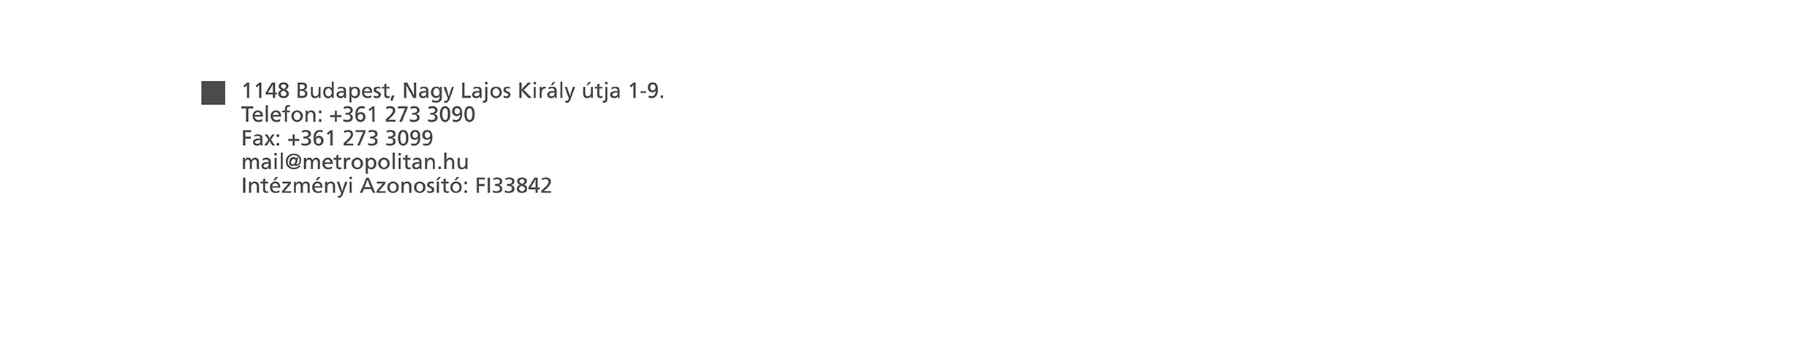 1148 Budapest, Nagy Lajos Király útja 1-9.
Telefon: +361 273 3090
Fax: +361 273 3099
mail@metropolitan.hu
Intézményi Azonosító: FI33842